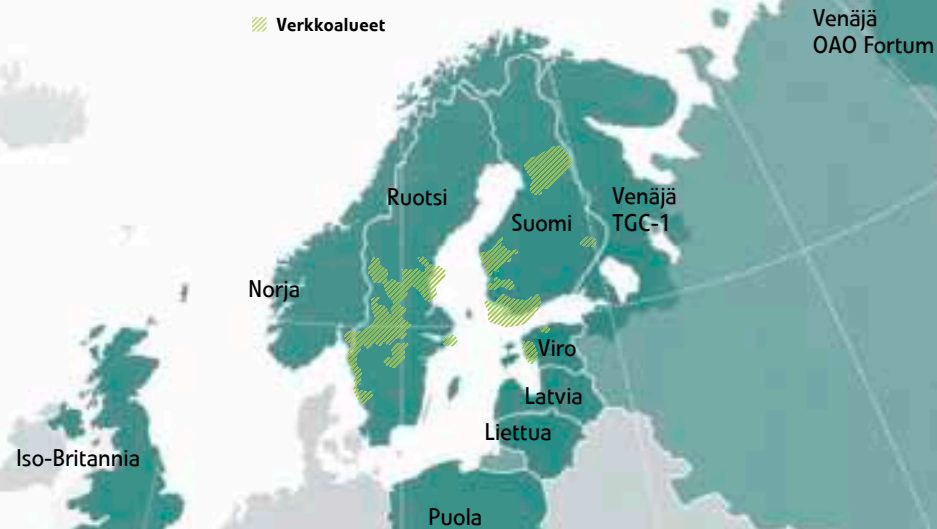 Verkkoalueet
Venäjä
OAO Fortum
Ruotsi
Suomi
Venäjä
TGC-1
Norja
Viro
Latvia
Liettua
Iso-Britannia
Puola